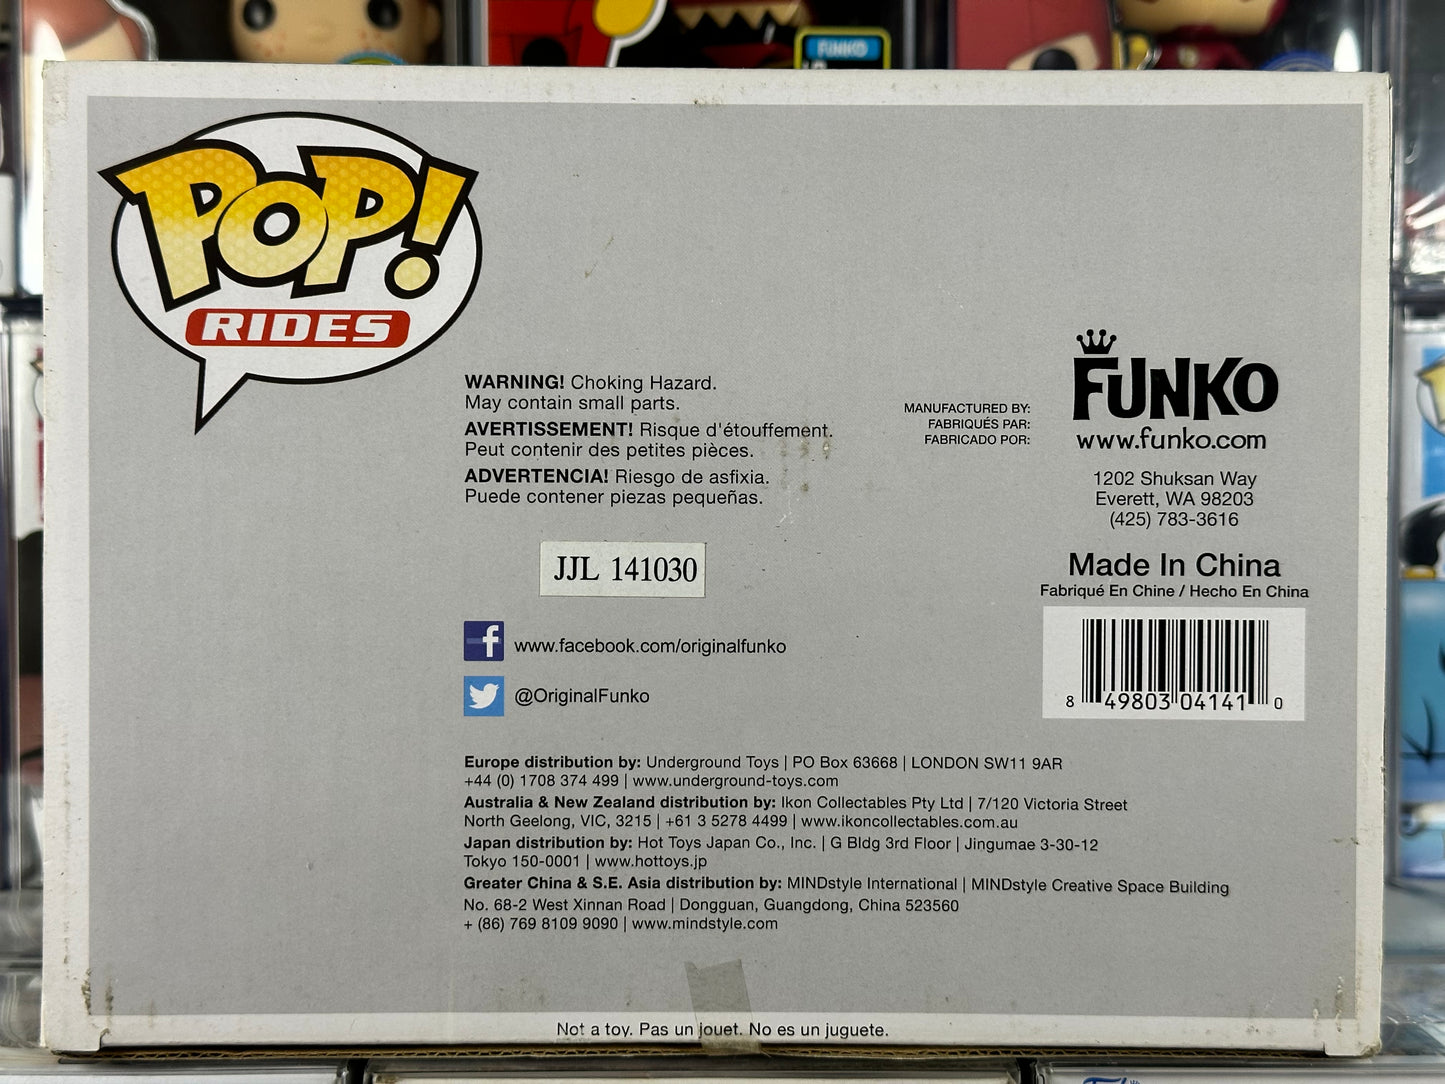 FUNKO
POP!
RIDES
WARNING! Choking Hazard.
May contain small parts.
AVERTISSEMENT! Risque d'étouffement.
Peut contenir des petites pièces.
ADVERTENCIA! Riesgo de asfixia.
Puede contener piezas pequeñas.
MANUFACTURED BY:
FABRIQUÉS PAR:
FABRICADO POR:
FUNKO
www.funko.com
1202 Shuksan Way
Everett, WA 98203
(425) 783-3616
Made In China
Fabriqué En Chine / Hecho En China
JJL 141030
f www.facebook.com/originalfunko
@OriginalFunko
8 49803 04141 0
Europe distribution by: Underground Toys | PO Box 63668 | LONDON SW11 9AR
+44 (0) 1708 374 499 | www.underground-toys.com
Australia & New Zealand distribution by: Ikon Collectables Pty Ltd | 7/120 Victoria Street
North Geelong, VIC, 3215 | +61 3 5278 4499 | www.ikoncollectables.com.au
Japan distribution by: Hot Toys Japan Co., Inc. | G Bldg 3rd Floor | Jingumae 3-30-12
Tokyo 150-0001 | www.hottoys.jp
Greater China & S.E. Asia distribution by: MINDstyle International | MINDstyle Creative Space Building
No. 68-2 West Xinnan Road | Dongguan, Guangdong, China 523560
+ (86) 769 8109 9090 | www.mindstyle.com
Not a toy. Pas un jouet. No es un juguete.